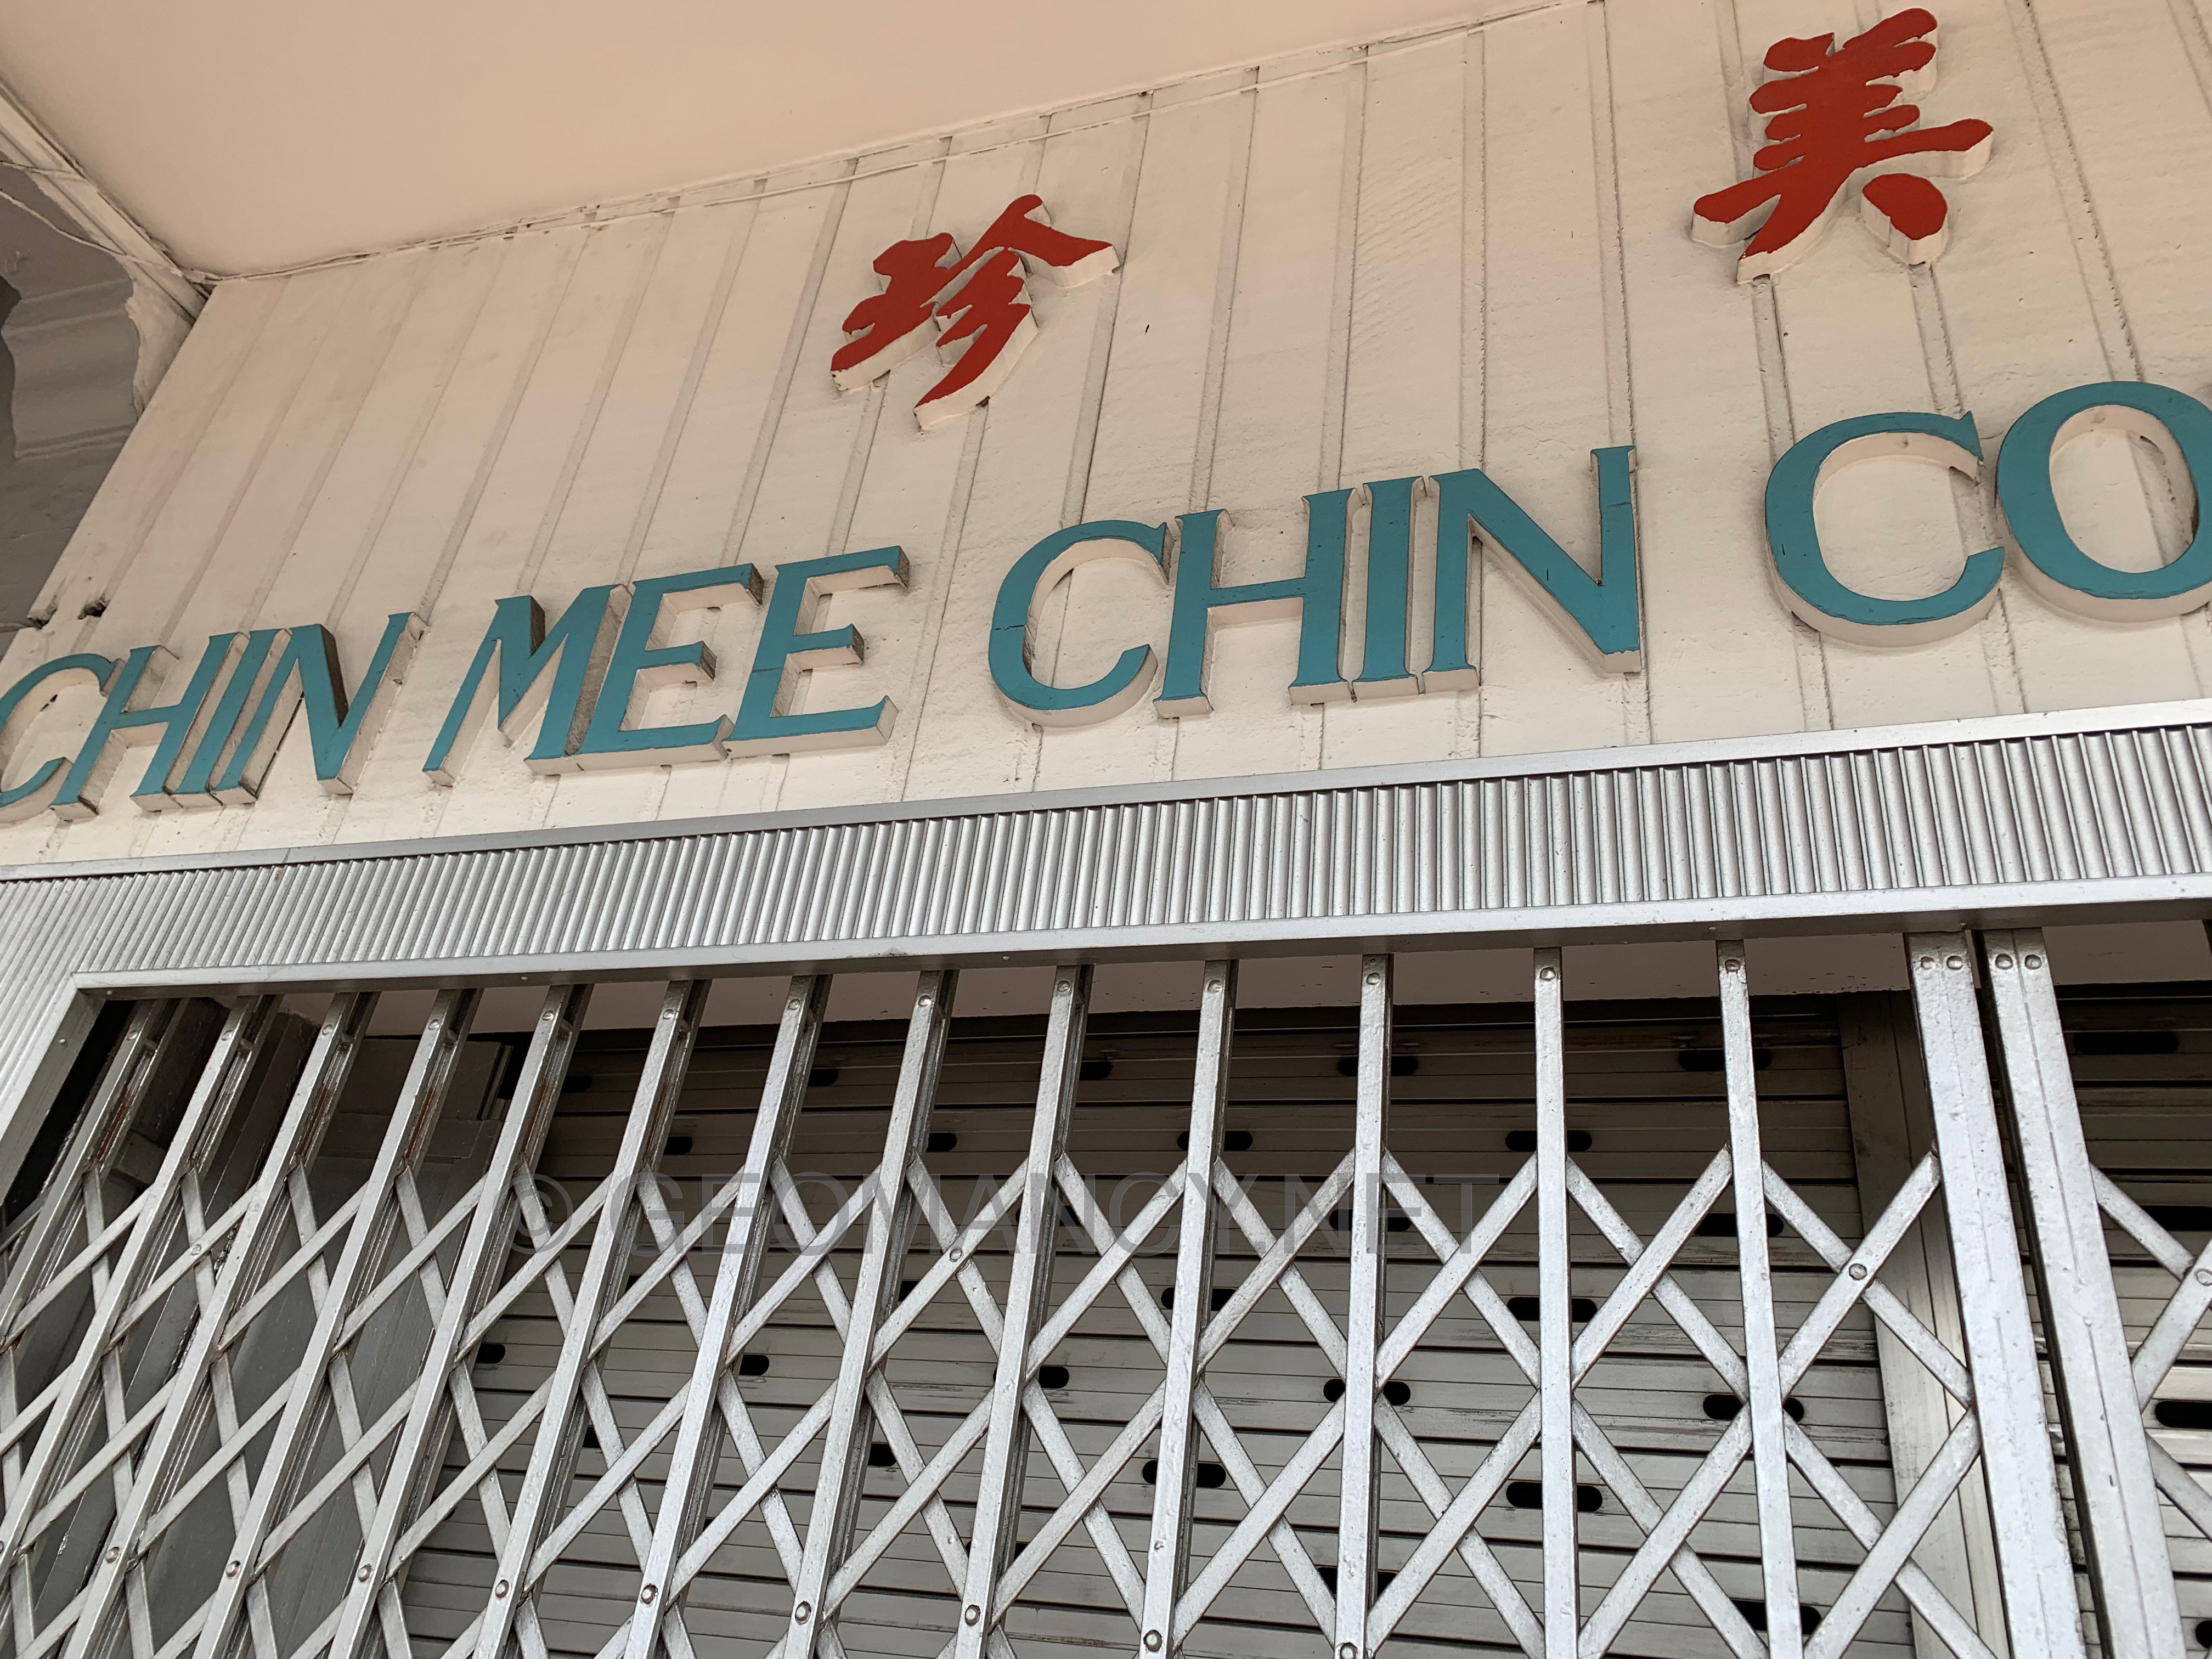 珍 美
CHIN MEE CHIN CO
© GEOMANCY.NET